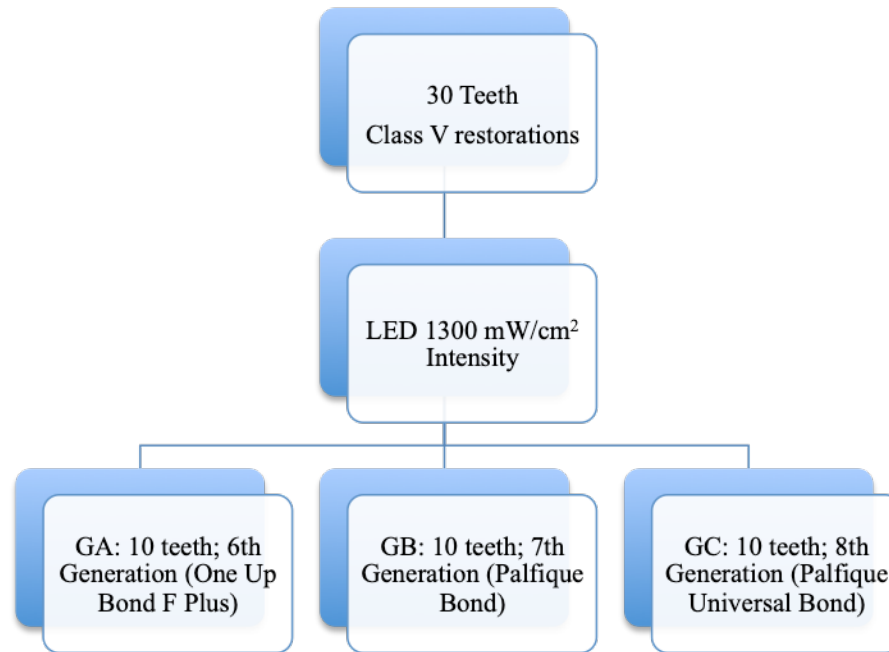 30 Teeth
Class V restorations
LED 1300 mW/cm²
Intensity
GA: 10 teeth; 6th
Generation (One Up
Bond F Plus)
GB: 10 teeth; 7th
Generation (Palfique
Bond)
GC: 10 teeth; 8th
Generation (Palfique
Universal Bond)